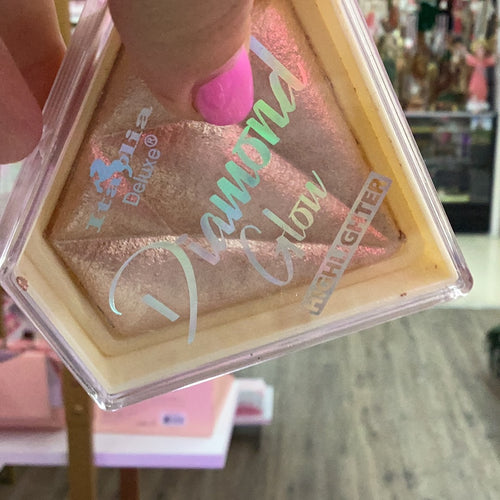 Italia
Deluxe®
Diamond
Glow
HIGHLIGHTER